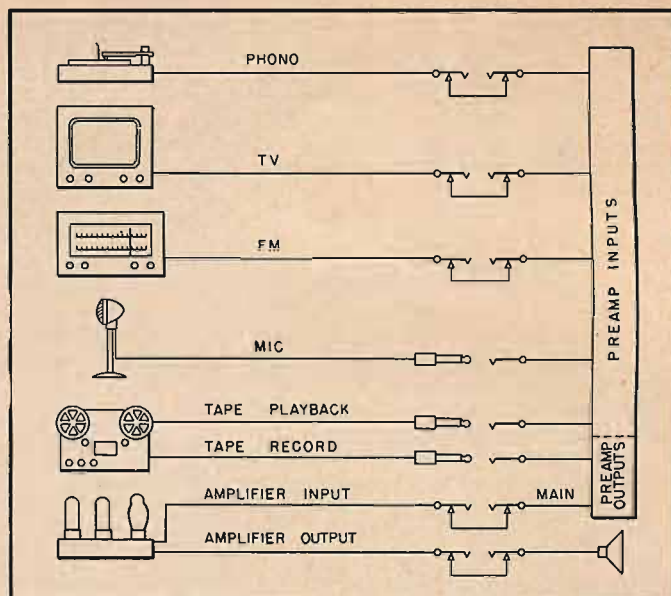 PHONO
TV
FM
MIC
TAPE PLAYBACK
TAPE RECORD
AMPLIFIER INPUT
MAIN
AMPLIFIER OUTPUT
PREAMP INPUTS
PREAMP
OUTPUTS